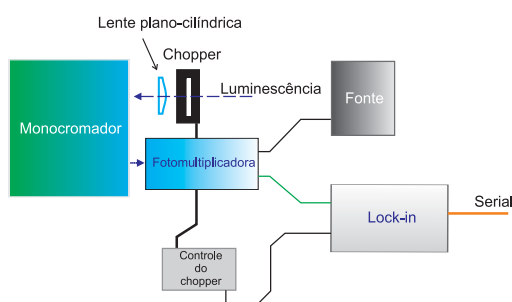 Lente plano-cilíndrica
Chopper
Luminescência
Fonte
Monocromador
Fotomultiplicadora
Serial
Lock-in
Controle
do
chopper